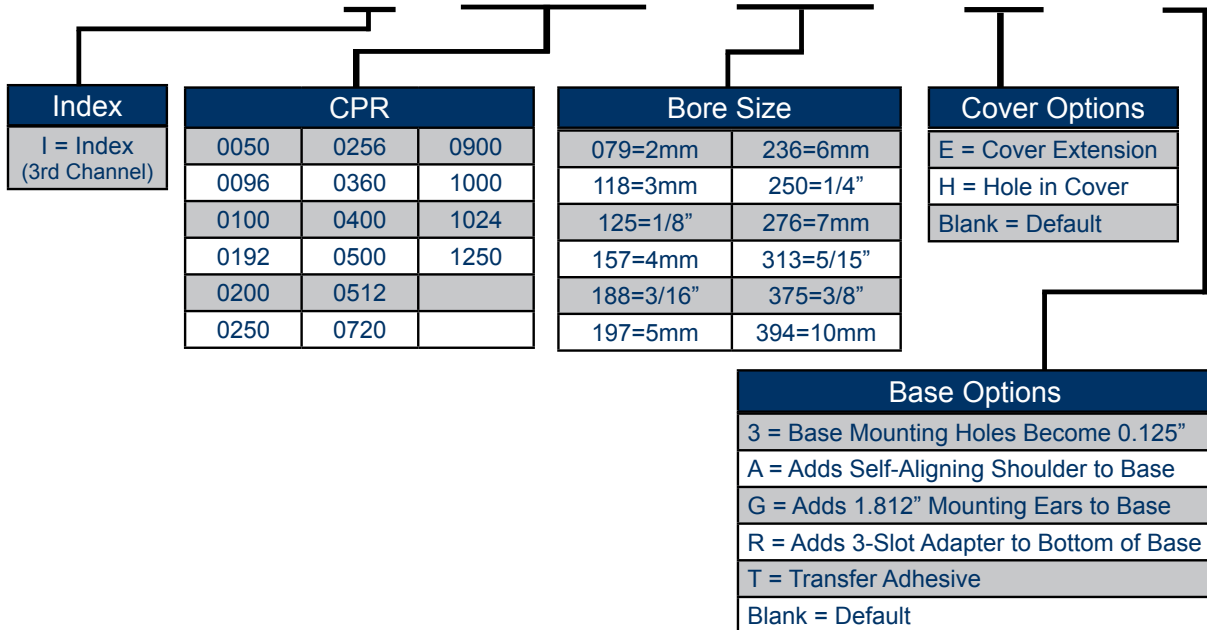 Index
I = Index
(3rd Channel)
CPR
0050 0256 0900
0096 0360 1000
0100 0400 1024
0192 0500 1250
0200 0512
0250 0720
Bore Size
079=2mm 236=6mm
118=3mm 250=1/4”
125=1/8” 276=7mm
157=4mm 313=5/15”
188=3/16” 375=3/8”
197=5mm 394=10mm
Cover Options
E = Cover Extension
H = Hole in Cover
Blank = Default
Base Options
3 = Base Mounting Holes Become 0.125”
A = Adds Self-Aligning Shoulder to Base
G = Adds 1.812” Mounting Ears to Base
R = Adds 3-Slot Adapter to Bottom of Base
T = Transfer Adhesive
Blank = Default